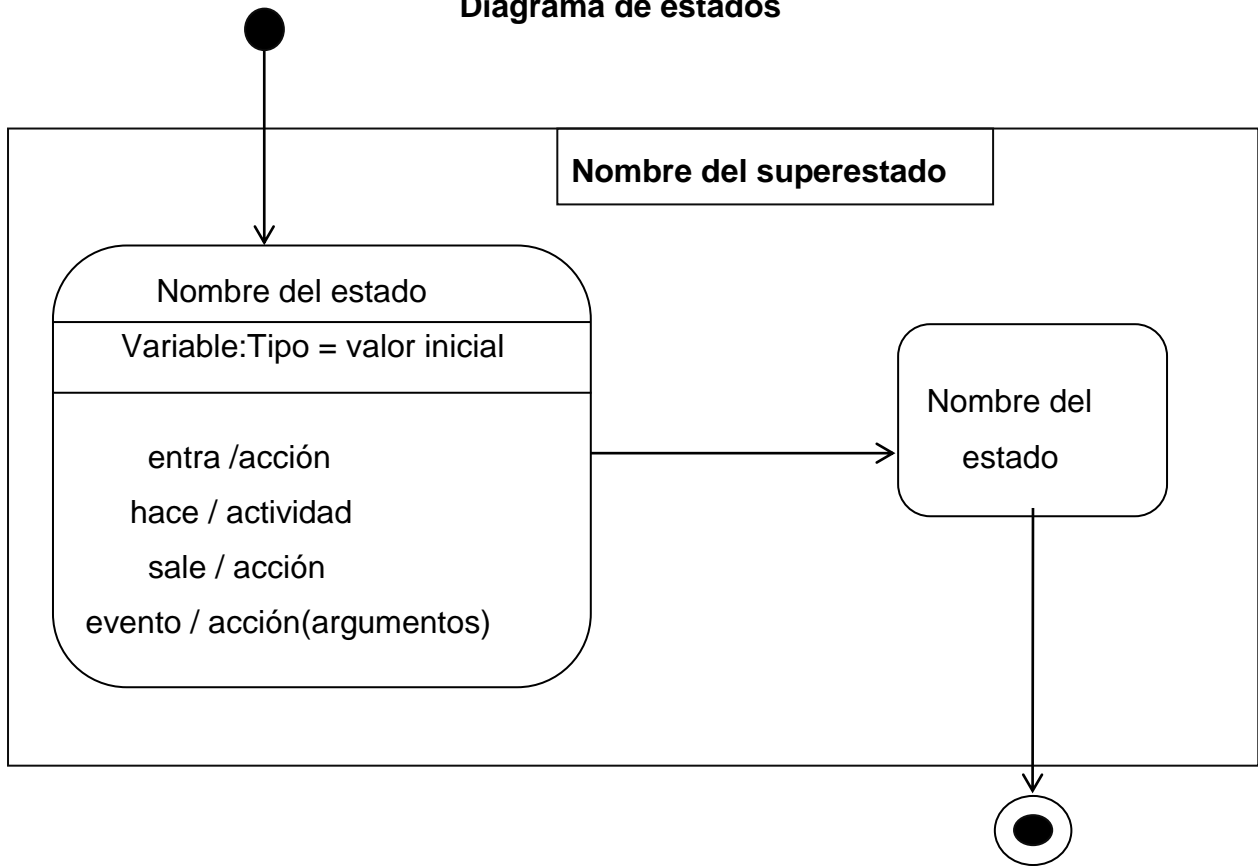 Diagrama de estados
Nombre del superestado
Nombre del estado
Variable:Tipo = valor inicial
entra /acción
hace / actividad
sale / acción
evento / acción(argumentos)
Nombre del
estado